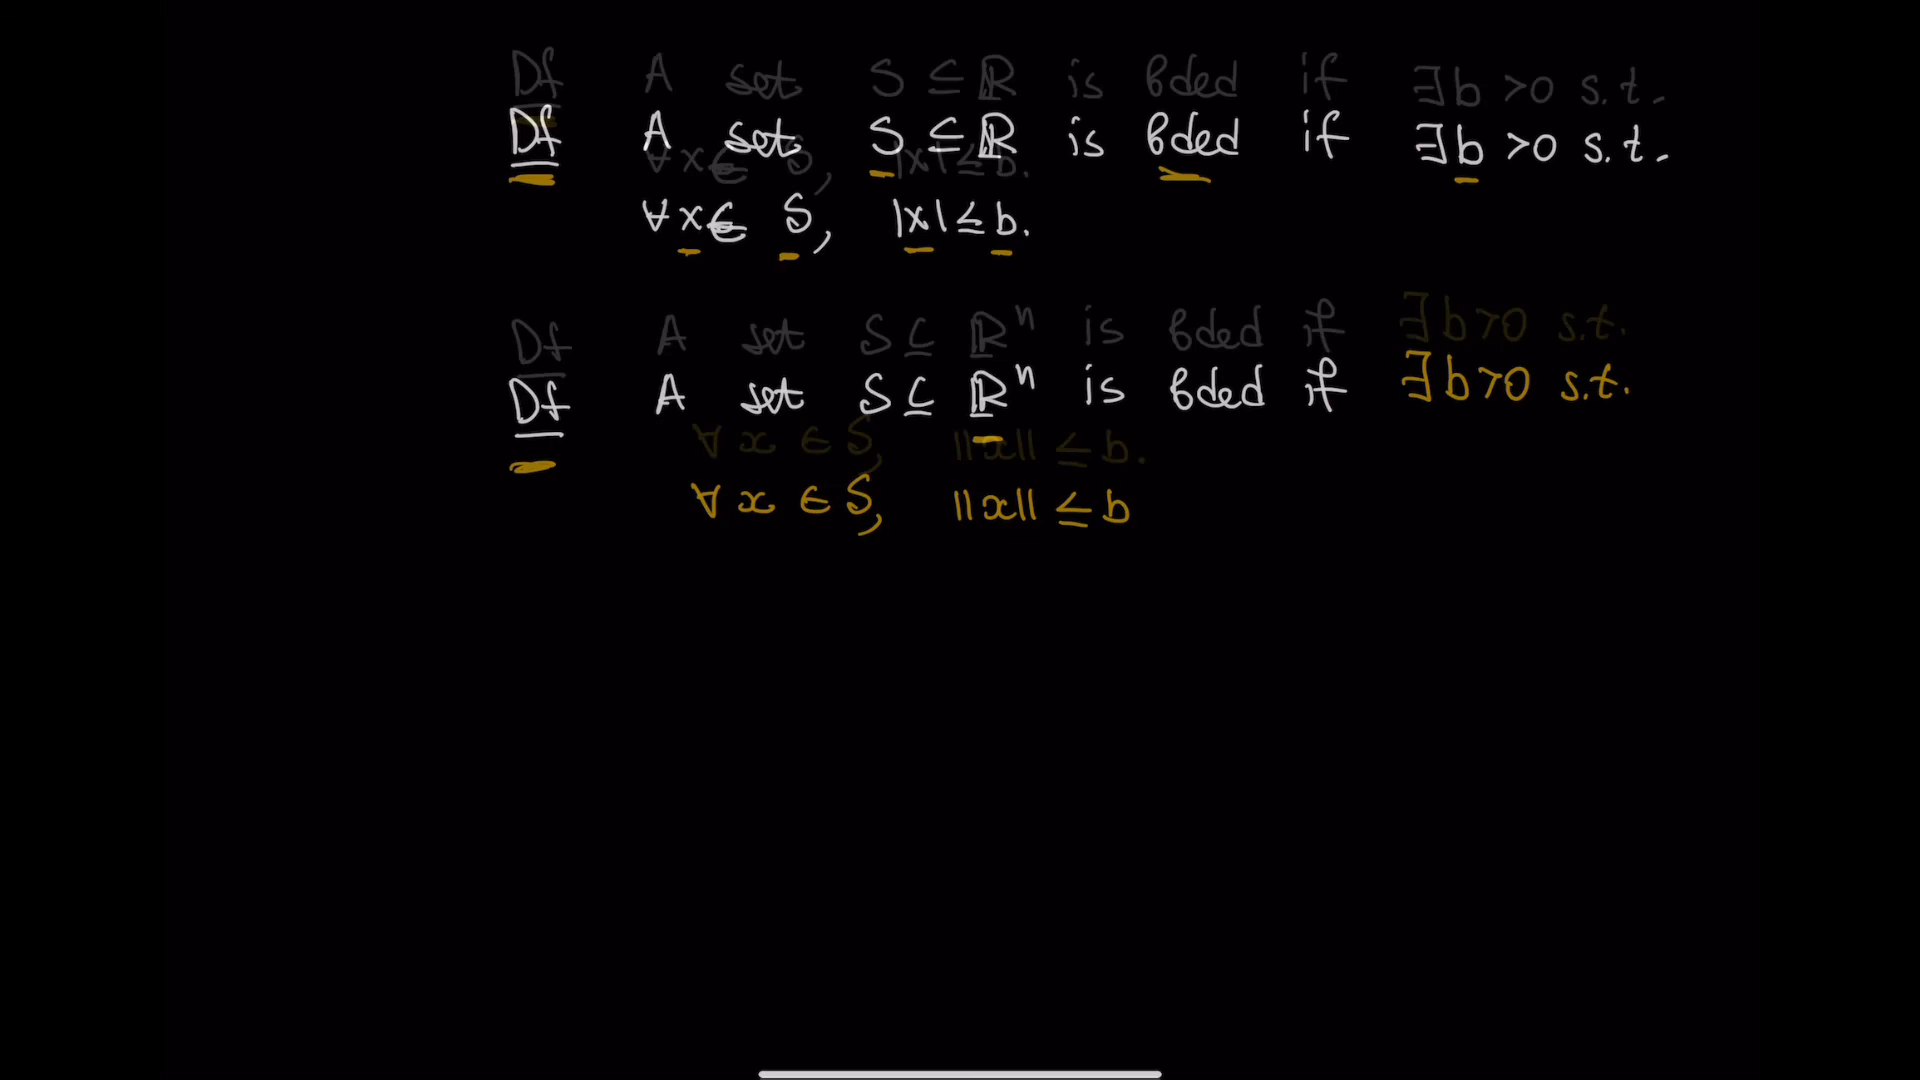 Df A set S ⊆ ℝ is bded if ∃b >0 s.t.
∀x∈ S, |x|≤b.
Df A set S ⊆ ℝⁿ is bded if ∃b>0 s.t.
∀x ∈ S, ||x|| ≤ b